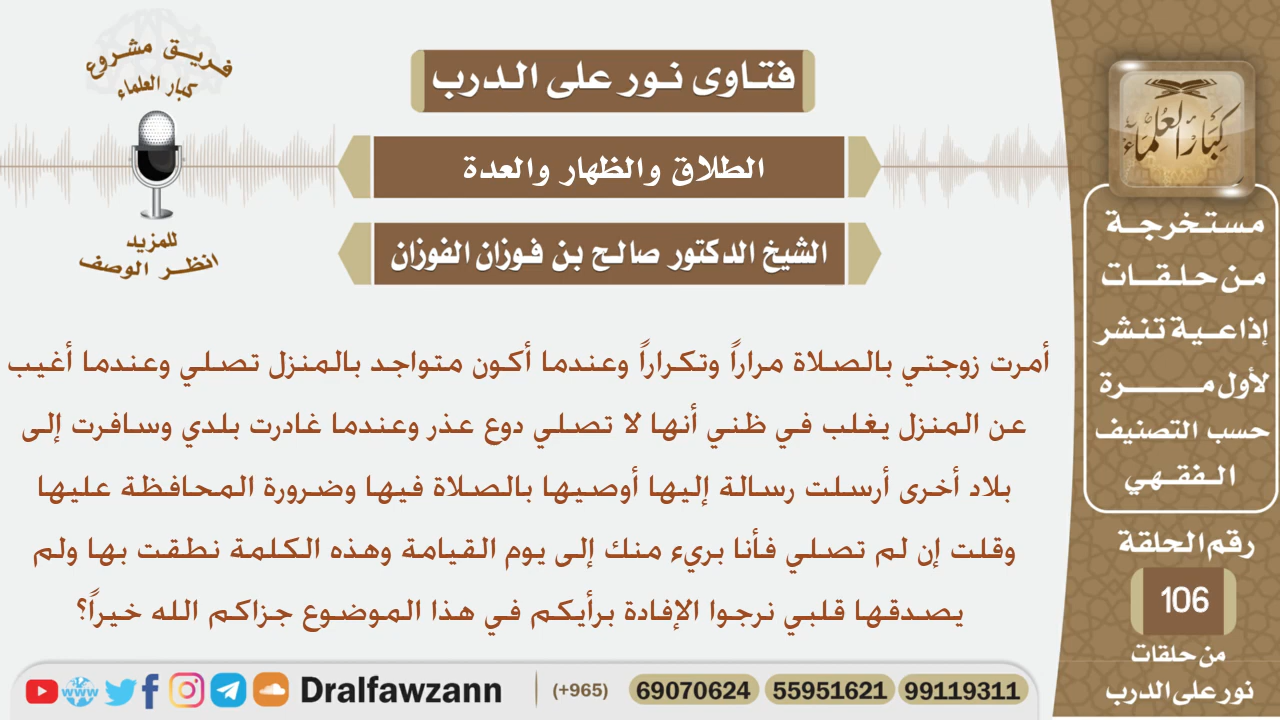 فريق مشروع
كبار العلماء
للمزيد
انظر الوصف
فتاوى نور على الدرب
الطلاق والظهار والعدة
الشيخ الدكتور صالح بن فوزان الفوزان
كبار العلماء
مستخرجة
من حلقات
إذاعية تنشر
لأول مرة
حسب التصنيف
الفقهي
رقم الحلقة
106
من حلقات
نور على الدرب
أمرت زوجتي بالصلاة مراراً وتكراراً وعندما أكون متواجد بالمنزل تصلي وعندما أغيب
عن المنزل يغلب في ظني أنها لا تصلي دوع عذر وعندما غادرت بلدي وسافرت إلى
بلاد أخرى أرسلت رسالة إليها أوصيها بالصلاة فيها وضرورة المحافظة عليها
وقلت إن لم تصلي فأنا بريء منك إلى يوم القيامة وهذه الكلمة نطقت بها ولم
يصدقها قلبي نرجوا الإفادة برأيكم في هذا الموضوع جزاكم الله خيراً؟
www
Dralfawzann
(+965) 69070624 55951621 99119311